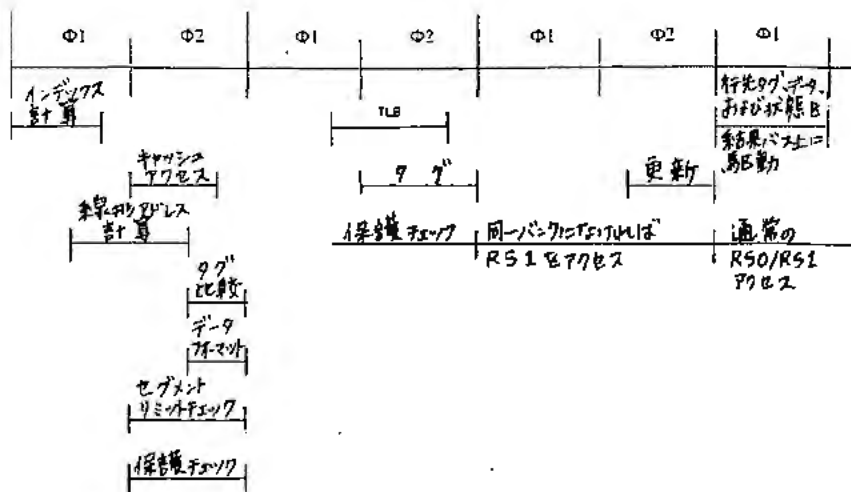 Φ1 Φ2 Φ1 Φ2 Φ1 Φ2 Φ1
インデックス
計算
TLB
行先タグ、データ、
および状態B
結果バス上に
駆動
キャッシュ
アクセス
タグ
更新
線形アドレス
計算
保護チェック
同一バンクになければ
RS1をアクセス
通常の
RS0/RS1
アクセス
タグ
比較
データ
フォーマット
セグメント
リミットチェック
保護チェック